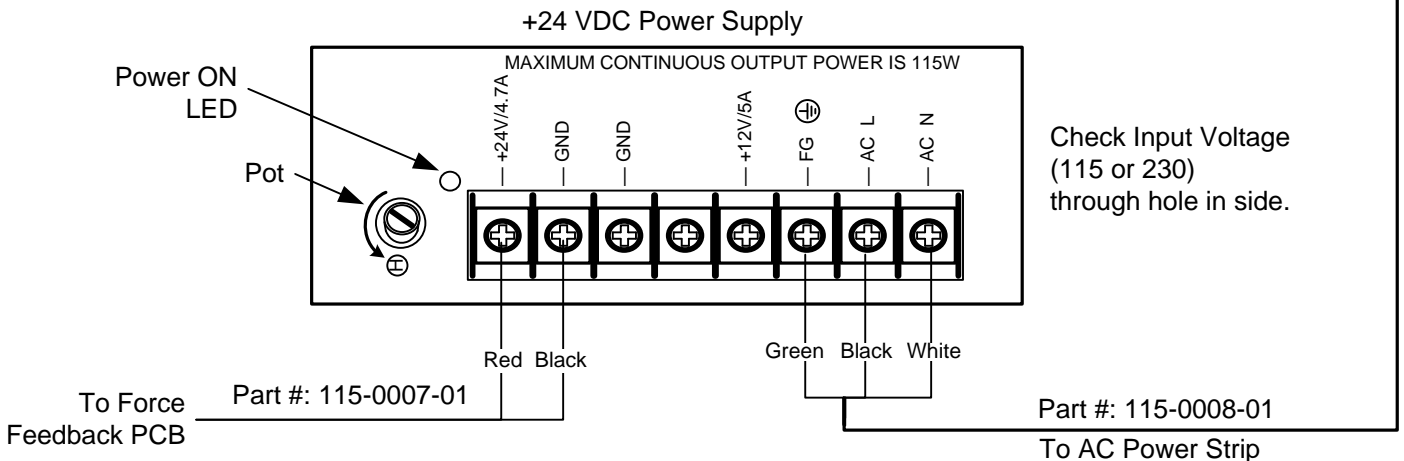 +24 VDC Power Supply
MAXIMUM CONTINUOUS OUTPUT POWER IS 115W
Power ON
LED
Pot
+24V/4.7A
GND
GND
+12V/5A
FG
AC L
AC N
H
Check Input Voltage
(115 or 230)
through hole in side.
Red
Black
Green
Black
White
To Force
Feedback PCB
Part #: 115-0007-01
Part #: 115-0008-01
To AC Power Strip